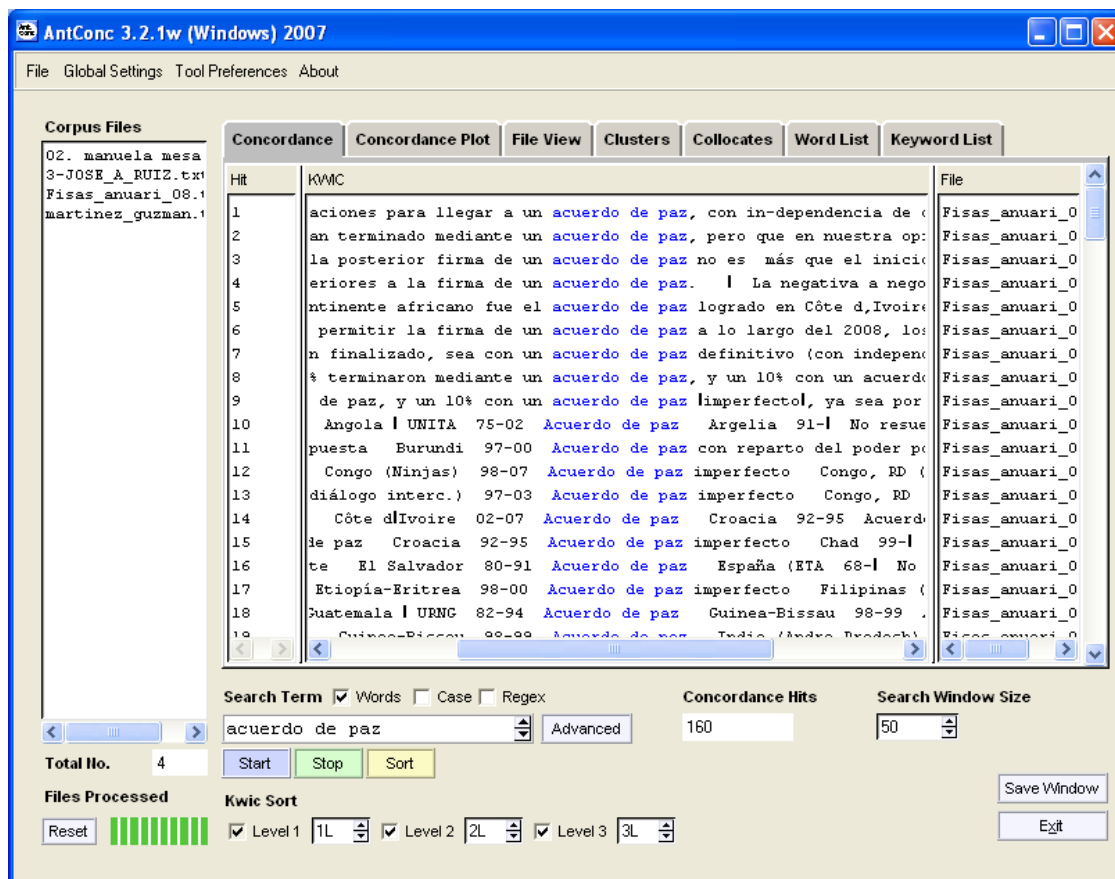 AntConc 3.2.1w (Windows) 2007
File Global Settings Tool Preferences About
Corpus Files
02. manuela mesa
3-JOSE_A_RUIZ.txt
Fisas_anuari_08.t
martinez_guzman.t
Concordance Concordance Plot File View Clusters Collocates Word List Keyword List
Hit KWIC File
1 aciones para llegar a un acuerdo de paz, con in-dependencia de Fisas_anuari_0
2 an terminado mediante un acuerdo de paz, pero que en nuestra Fisas_anuari_0
3 la posterior firma de un acuerdo de paz no es más que el inicio Fisas_anuari_0
4 eriores a la firma de un acuerdo de paz. La negativa a nego Fisas_anuari_0
5 ntinente africano fue el acuerdo de paz logrado en Côte d,Ivoire Fisas_anuari_0
6 permitir la firma de un acuerdo de paz a lo largo del 2008, los Fisas_anuari_0
7 n finalizado, sea con un acuerdo de paz definitivo (con indepen Fisas_anuari_0
8 % terminaron mediante un acuerdo de paz, y un 10% con un acuerdo Fisas_anuari_0
9 de paz, y un 10% con un acuerdo de paz |imperfecto|, ya sea por Fisas_anuari_0
10 Angola | UNITA 75-02 Acuerdo de paz Argelia 91-| No resue Fisas_anuari_0
11 puesta Burundi 97-00 Acuerdo de paz con reparto del poder Fisas_anuari_0
12 Congo (Ninjas) 98-07 Acuerdo de paz imperfecto Congo, RD ( Fisas_anuari_0
13 diálogo interc.) 97-03 Acuerdo de paz imperfecto Congo, RD Fisas_anuari_0
14 Côte d|Ivoire 02-07 Acuerdo de paz Croacia 92-95 Acuerd Fisas_anuari_0
15 de paz Croacia 92-95 Acuerdo de paz imperfecto Chad 99-| Fisas_anuari_0
16 te El Salvador 80-91 Acuerdo de paz España (ETA 68-| No Fisas_anuari_0
17 Etiopía-Eritrea 98-00 Acuerdo de paz imperfecto Filipinas ( Fisas_anuari_0
18 Guatemala | URNG 82-94 Acuerdo de paz Guinea-Bissau 98-99 Fisas_anuari_0
19 Guinea-Bissau 98-99 Acuerdo de paz India (Andra Pradesh) Fisas_anuari_0
Search Term Words Case Regex Concordance Hits Search Window Size
acuerdo de paz Advanced 160 50
Total No. 4 Start Stop Sort
Files Processed Kwic Sort Save Window
Reset Level 1 1L Level 2 2L Level 3 3L Exit